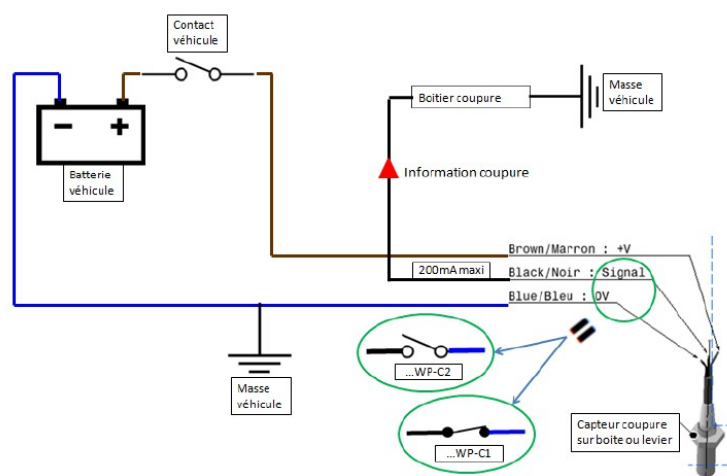 Contact
véhicule
Boitier coupure
Masse
véhicule
− +
Batterie
véhicule
Information coupure
Brown/Marron : +V
200mA maxi
Black/Noir : Signal
Blue/Bleu : 0V
Masse
véhicule
...WP-C2
...WP-C1
Capteur coupure
sur boite ou levier